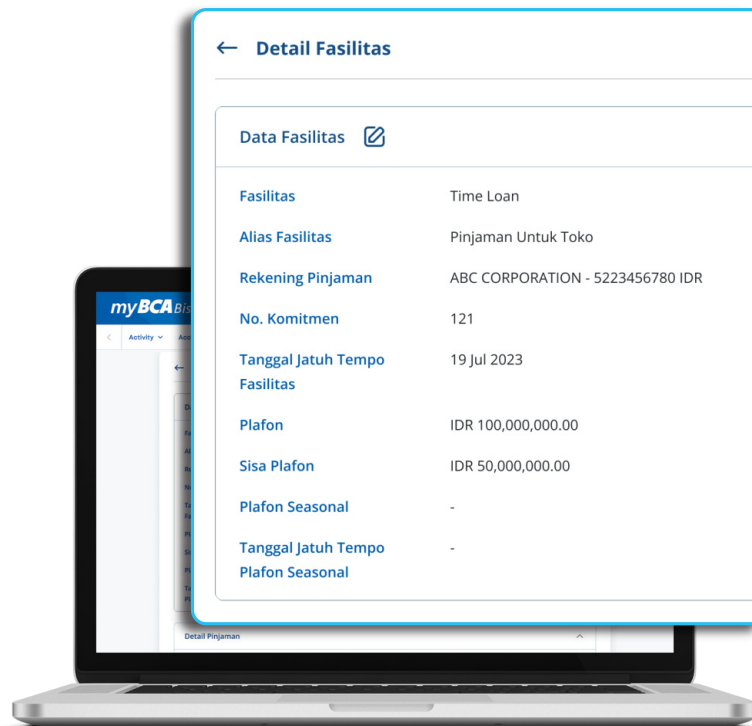 ← Detail Fasilitas
Data Fasilitas
Fasilitas Time Loan
Alias Fasilitas Pinjaman Untuk Toko
Rekening Pinjaman ABC CORPORATION - 5223456780 IDR
No. Komitmen 121
Tanggal Jatuh Tempo 19 Jul 2023
Fasilitas
Plafon IDR 100,000,000.00
Sisa Plafon IDR 50,000,000.00
Plafon Seasonal -
Tanggal Jatuh Tempo -
Plafon Seasonal
myBCA Bis
Activity
Detail Pinjaman